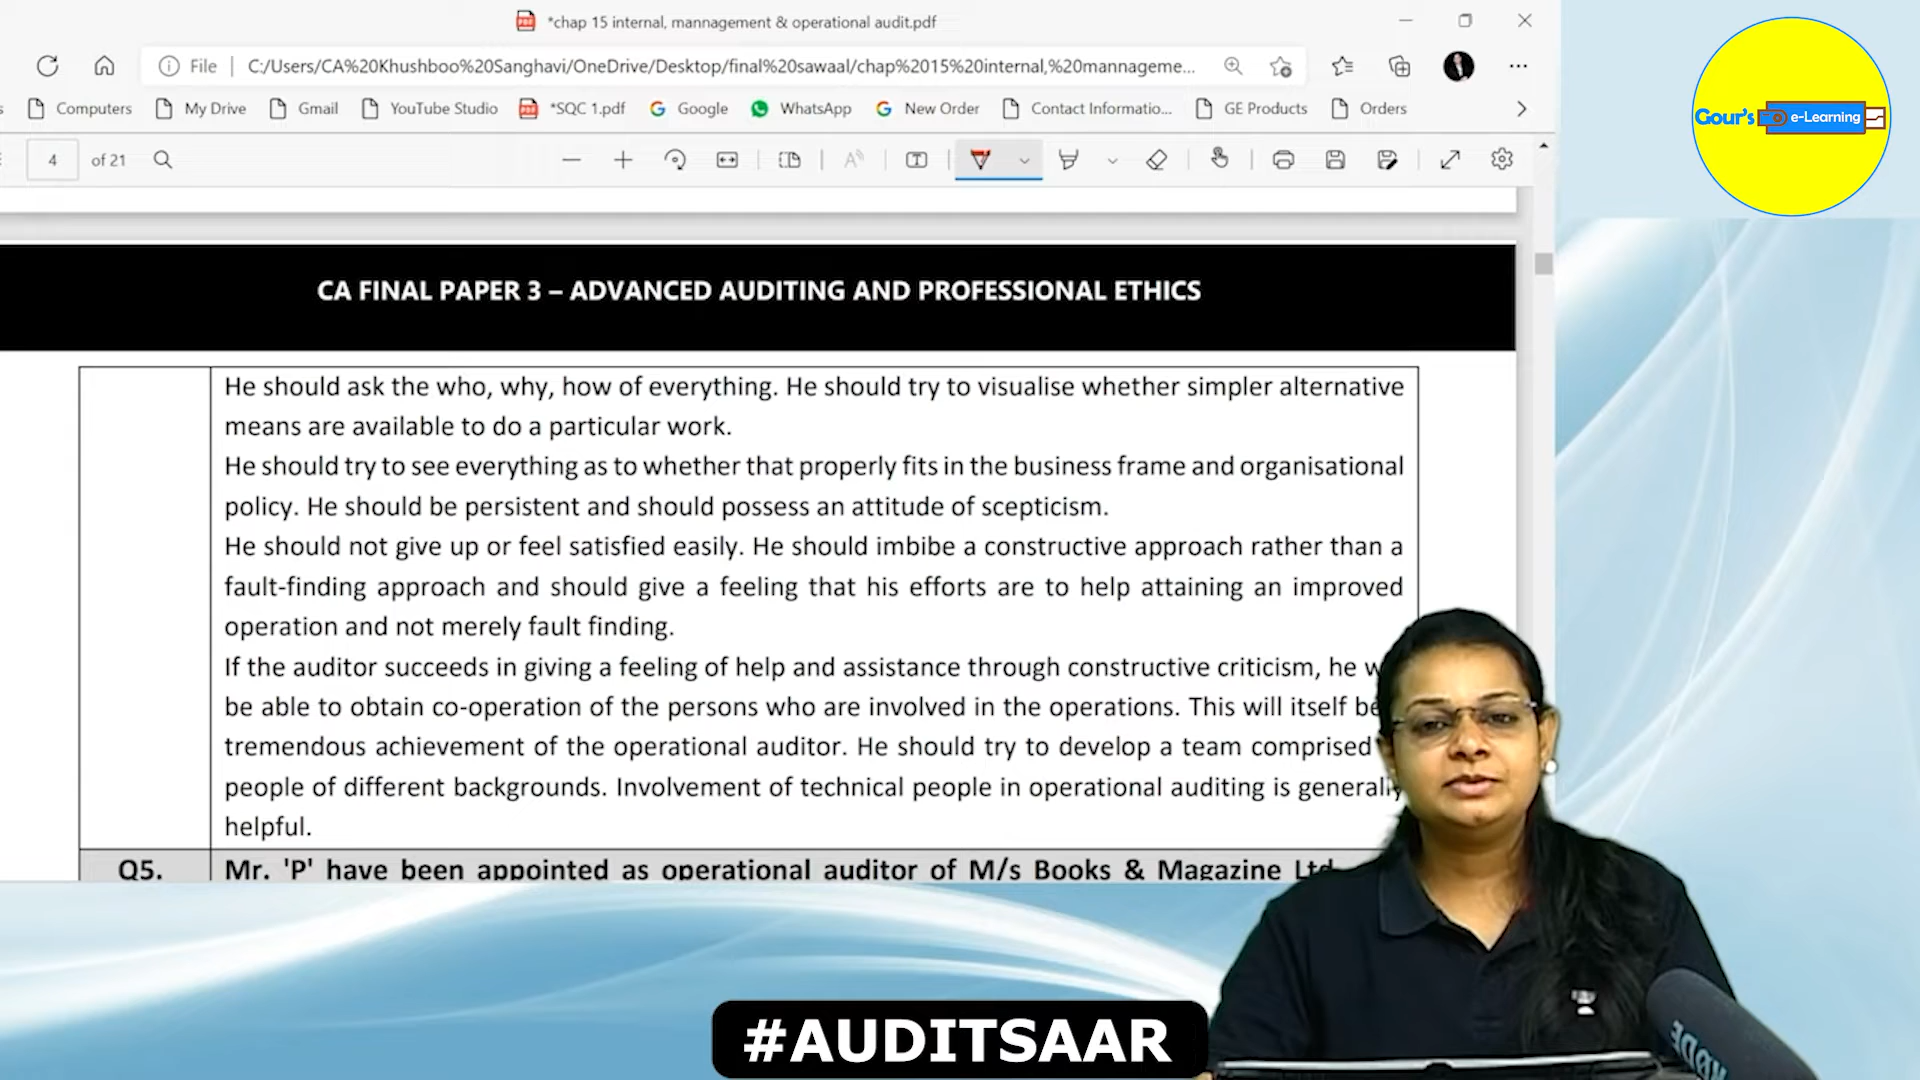 *chap 15 internal, mannagement & operational audit.pdf
File
C:/Users/CA%20Khushboo%20Sanghavi/OneDrive/Desktop/final%20sawaal/chap%2015%20internal,%20mannageme...
Computers My Drive Gmail YouTube Studio *SQC 1.pdf Google WhatsApp New Order Contact Informatio... GE Products Orders
4 of 21
Gour's e-Learning
CA FINAL PAPER 3 – ADVANCED AUDITING AND PROFESSIONAL ETHICS
He should ask the who, why, how of everything. He should try to visualise whether simpler alternative
means are available to do a particular work.
He should try to see everything as to whether that properly fits in the business frame and organisational
policy. He should be persistent and should possess an attitude of scepticism.
He should not give up or feel satisfied easily. He should imbibe a constructive approach rather than a
fault-finding approach and should give a feeling that his efforts are to help attaining an improved
operation and not merely fault finding.
If the auditor succeeds in giving a feeling of help and assistance through constructive criticism, he
be able to obtain co-operation of the persons who are involved in the operations. This will itself be
tremendous achievement of the operational auditor. He should try to develop a team comprised
people of different backgrounds. Involvement of technical people in operational auditing is generally
helpful.
Q5. Mr. 'P' have been appointed as operational auditor of M/s Books & Magazine Ltd
#AUDITSAAR
RØDE